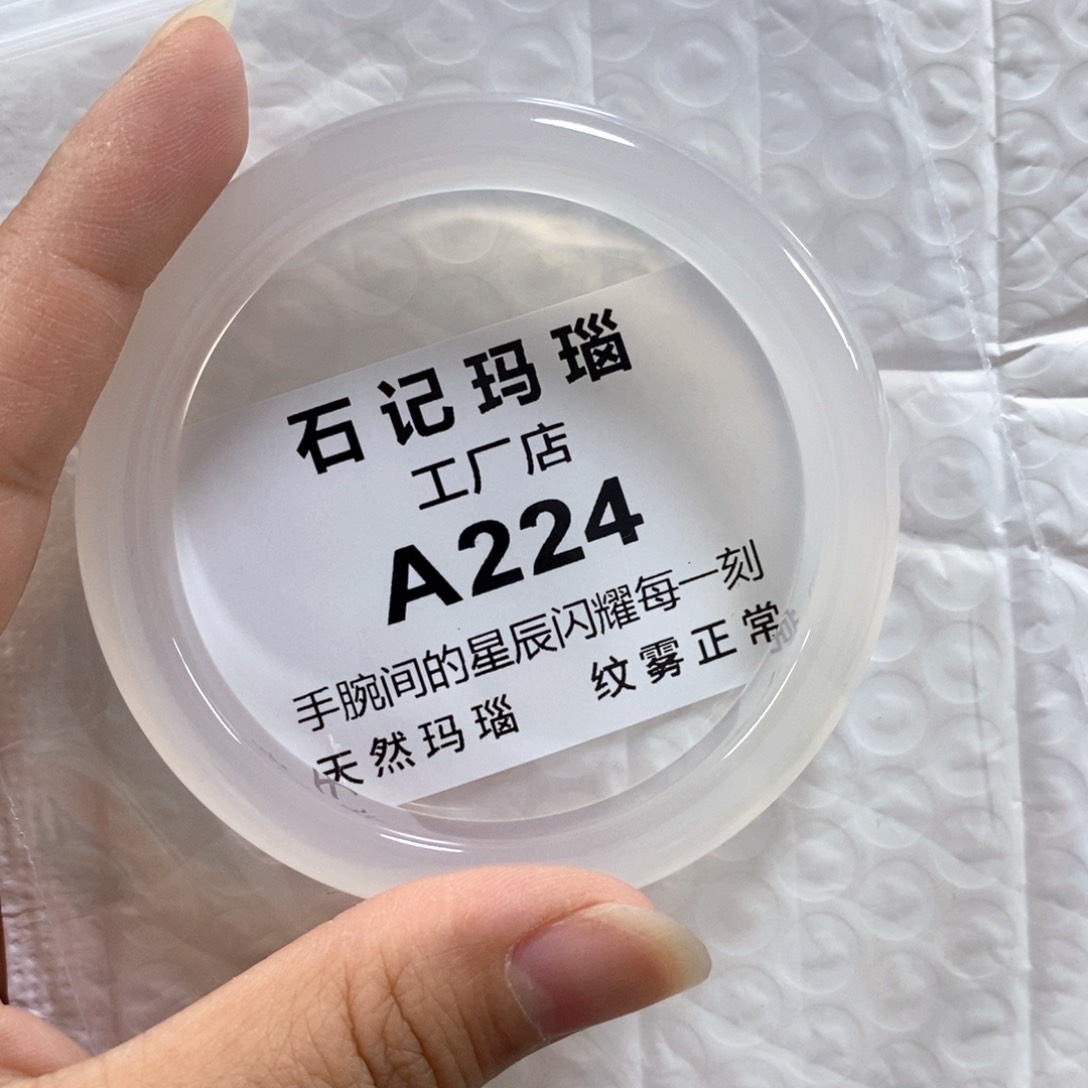 石记玛瑙
工厂店
A224
手腕间的星辰闪耀每一刻
天然玛瑙 纹雾正常